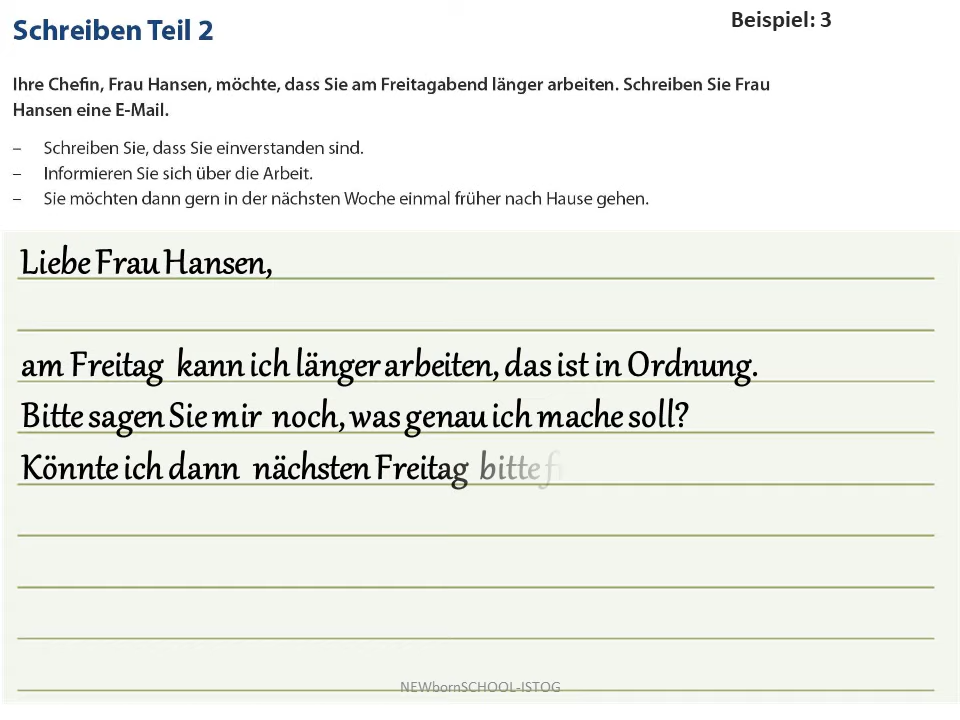 Schreiben Teil 2
Beispiel: 3
Ihre Chefin, Frau Hansen, möchte, dass Sie am Freitagabend länger arbeiten. Schreiben Sie Frau
Hansen eine E-Mail.
– Schreiben Sie, dass Sie einverstanden sind.
– Informieren Sie sich über die Arbeit.
– Sie möchten dann gern in der nächsten Woche einmal früher nach Hause gehen.
Liebe Frau Hansen,
am Freitag kann ich länger arbeiten, das ist in Ordnung.
Bitte sagen Sie mir noch, was genau ich mache soll?
Könnte ich dann nächsten Freitag bitte
NEWbornSCHOOL-ISTOG